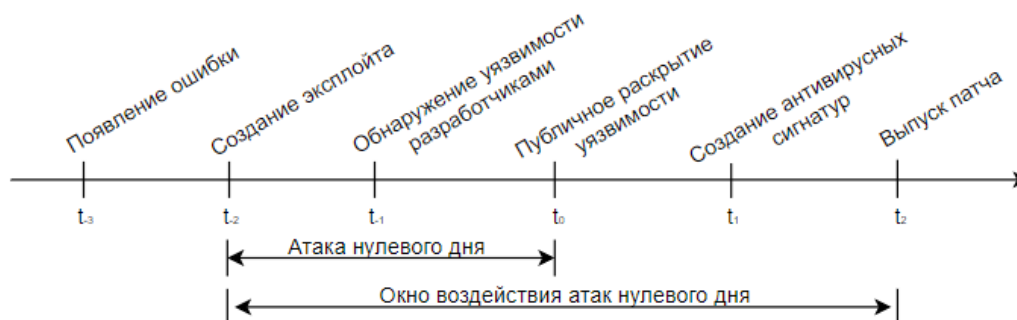 Появление ошибки
Создание эксплойта
Обнаружение уязвимости
разработчиками
Публичное раскрытие
уязвимости
Создание антивирусных
сигнатур
Выпуск патча
t-3
t-2
t-1
t0
t1
t2
Атака нулевого дня
Окно воздействия атак нулевого дня